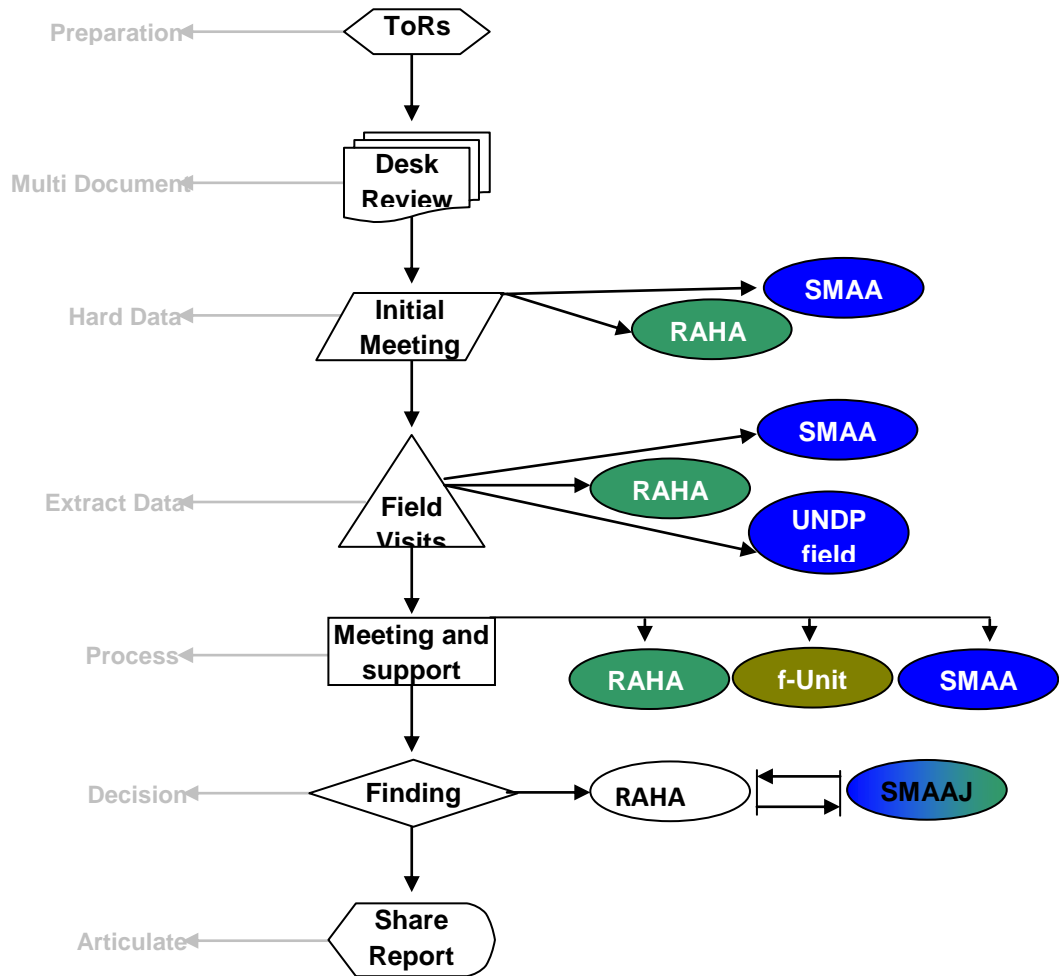 Preparation
ToRs
Multi Document
Desk
Review
Hard Data
Initial
Meeting
SMAA
RAHA
Extract Data
Field
Visits
SMAA
RAHA
UNDP
field
Process
Meeting and
support
RAHA
f-Unit
SMAA
Decision
Finding
RAHA
SMAAJ
Articulate
Share
Report